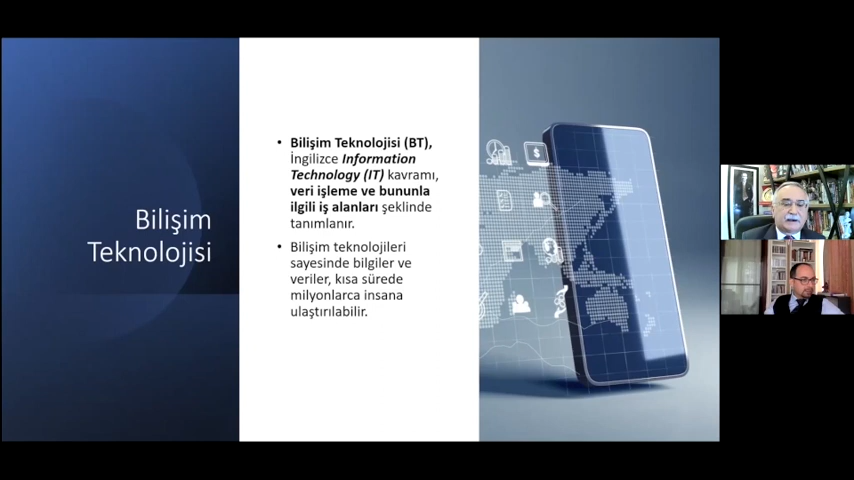 Bilişim
Teknolojisi
• Bilişim Teknolojisi (BT),
İngilizce Information
Technology (IT) kavramı,
veri işleme ve bununla
ilgili iş alanları şeklinde
tanımlanır.
• Bilişim teknolojileri
sayesinde bilgiler ve
veriler, kısa sürede
milyonlarca insana
ulaştırılabilir.
$